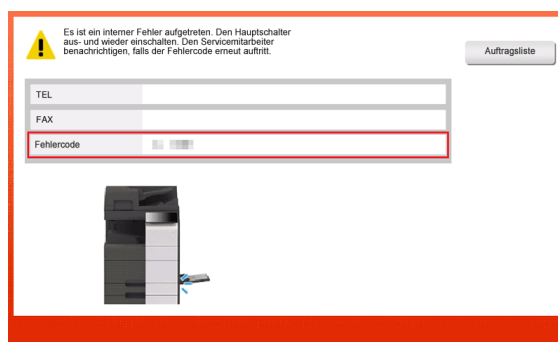 Es ist ein interner Fehler aufgetreten. Den Hauptschalter
aus- und wieder einschalten. Den Servicemitarbeiter
benachrichtigen, falls der Fehlercode erneut auftritt.
Auftragsliste
TEL
FAX
Fehlercode